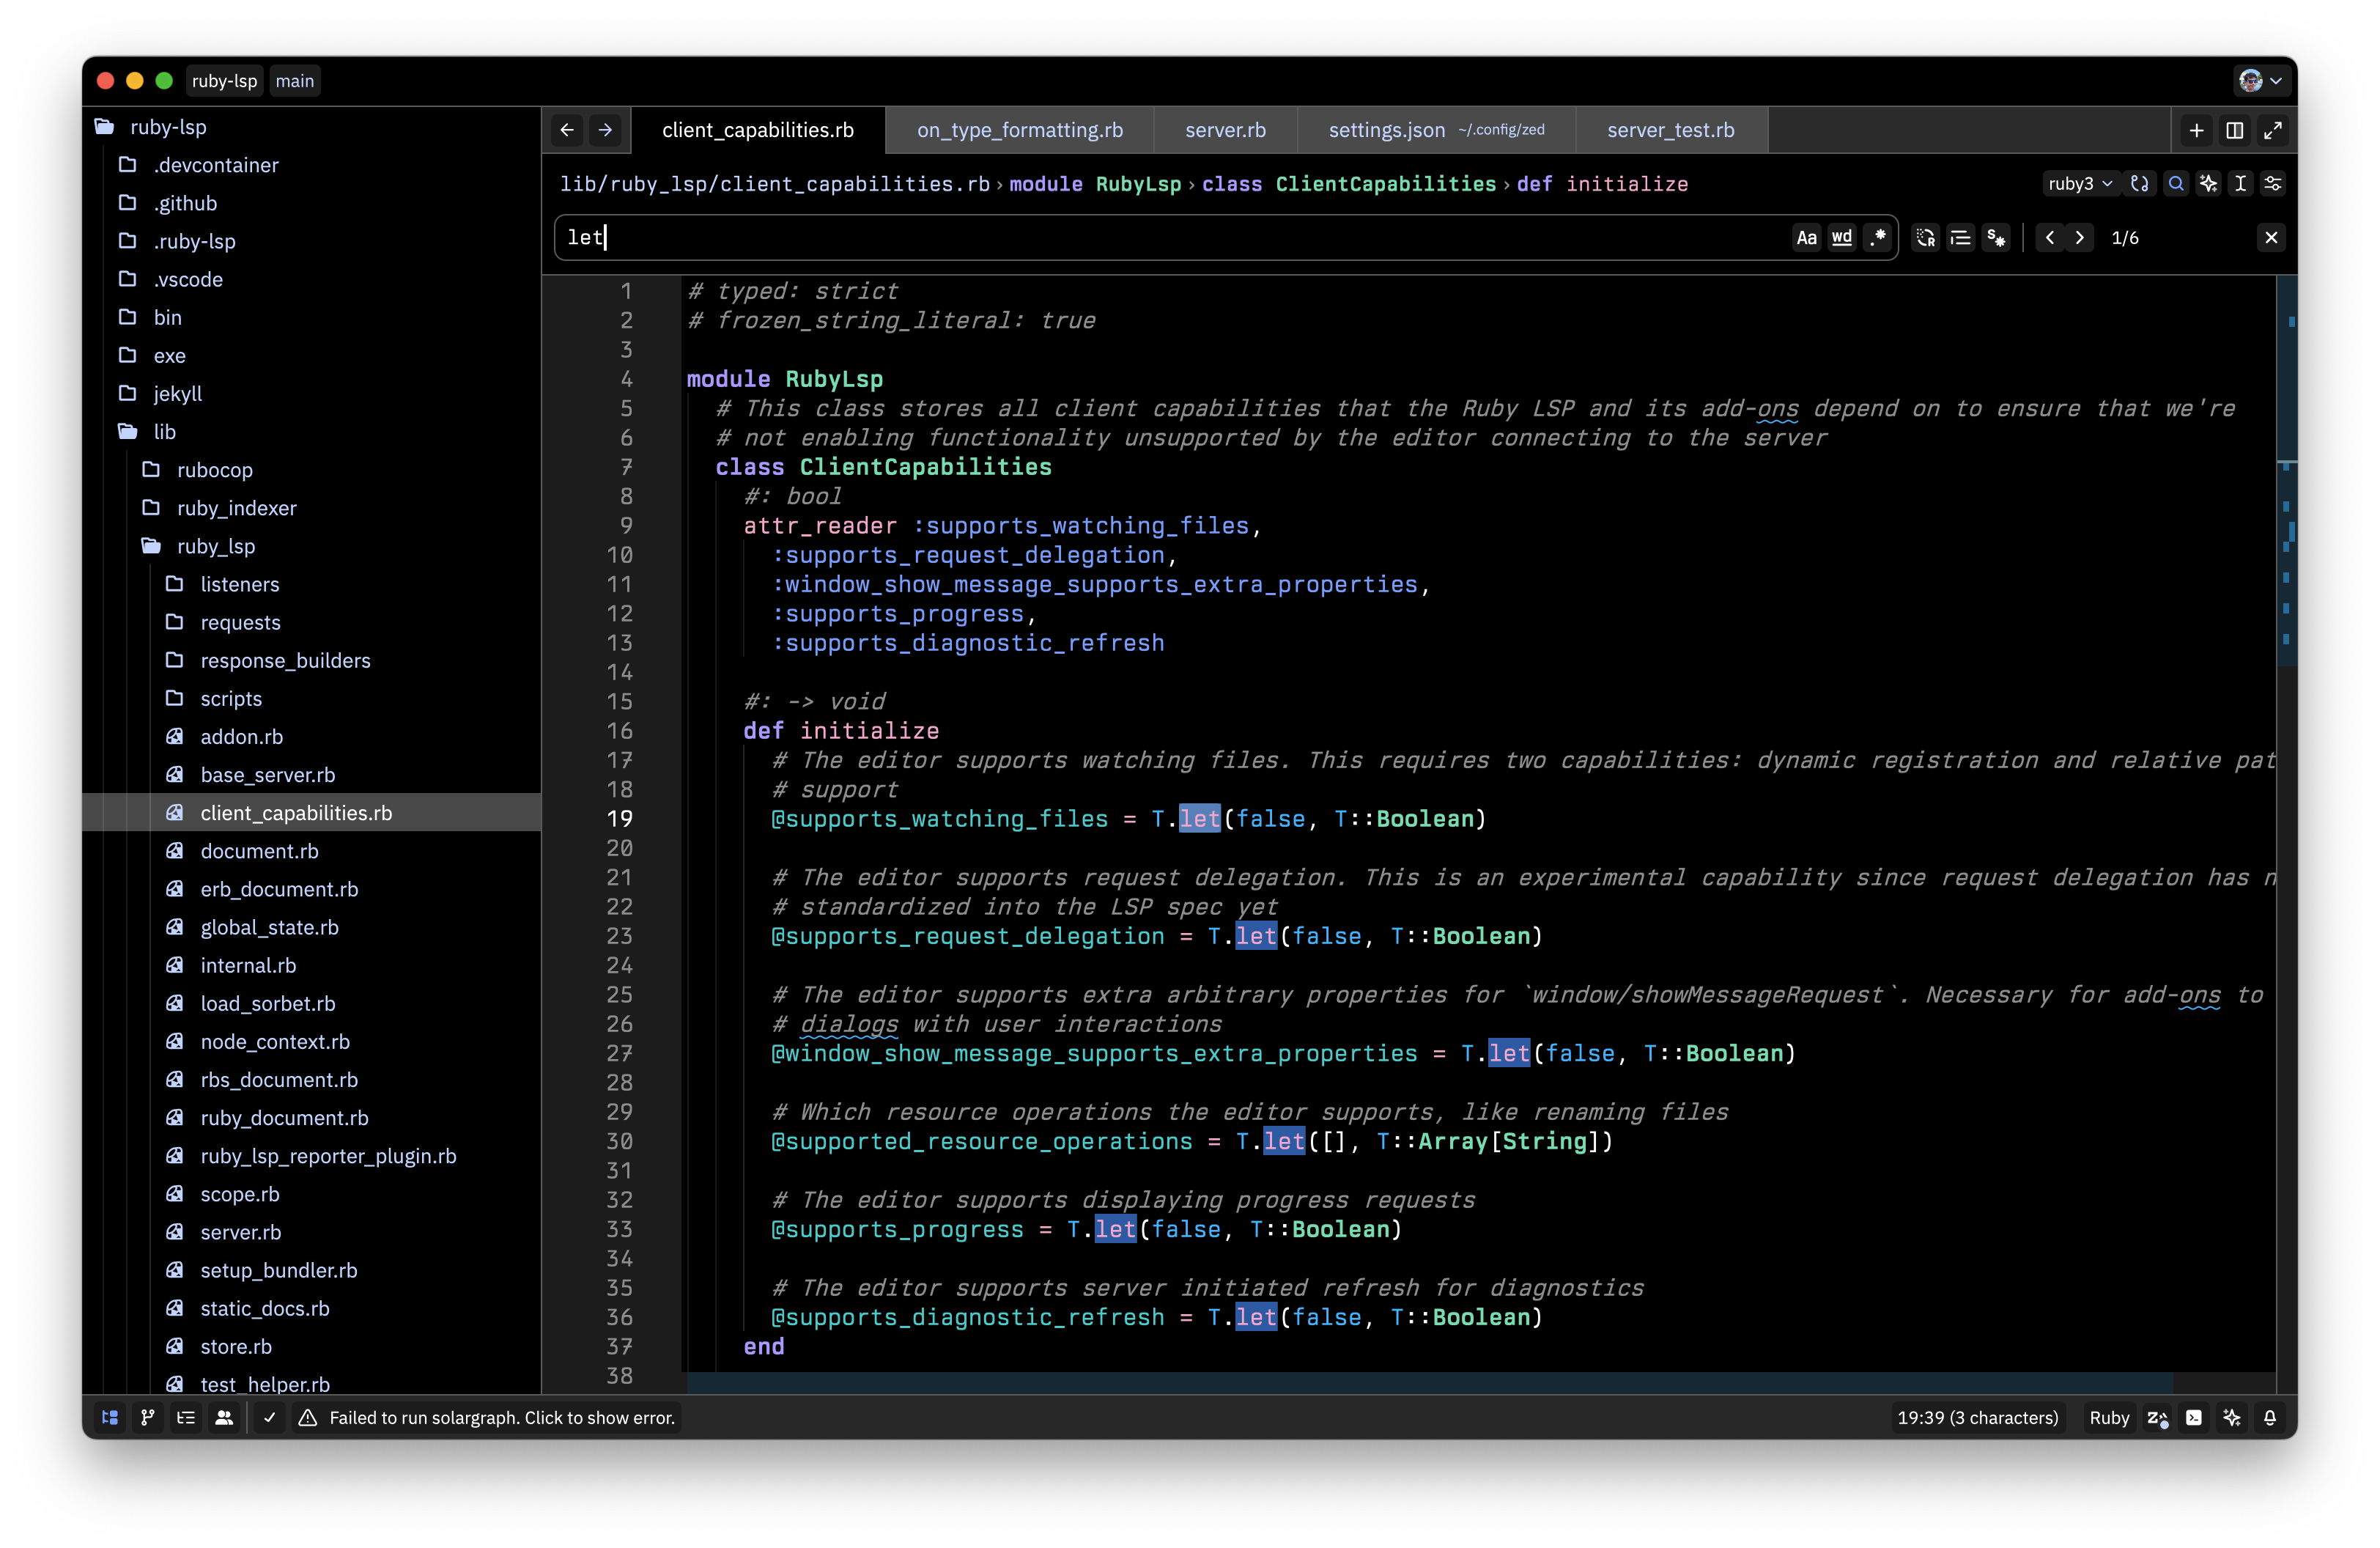 ruby-lsp main
ruby-lsp
.devcontainer
.github
.ruby-lsp
.vscode
bin
exe
jekyll
lib
rubocop
ruby_indexer
ruby_lsp
listeners
requests
response_builders
scripts
addon.rb
base_server.rb
client_capabilities.rb
document.rb
erb_document.rb
global_state.rb
internal.rb
load_sorbet.rb
node_context.rb
rbs_document.rb
ruby_document.rb
ruby_lsp_reporter_plugin.rb
scope.rb
server.rb
setup_bundler.rb
static_docs.rb
store.rb
test_helper.rb
client_capabilities.rb on_type_formatting.rb server.rb settings.json ~/.config/zed server_test.rb
lib/ruby_lsp/client_capabilities.rb › module RubyLsp › class ClientCapabilities › def initialize ruby3
let Aa wd .* 1/6
1 # typed: strict
2 # frozen_string_literal: true
3
4 module RubyLsp
5 # This class stores all client capabilities that the Ruby LSP and its add-ons depend on to ensure that we're
6 # not enabling functionality unsupported by the editor connecting to the server
7 class ClientCapabilities
8 #: bool
9 attr_reader :supports_watching_files,
10 :supports_request_delegation,
11 :window_show_message_supports_extra_properties,
12 :supports_progress,
13 :supports_diagnostic_refresh
14
15 #: -> void
16 def initialize
17 # The editor supports watching files. This requires two capabilities: dynamic registration and relative pat
18 # support
19 @supports_watching_files = T.let(false, T::Boolean)
20
21 # The editor supports request delegation. This is an experimental capability since request delegation has n
22 # standardized into the LSP spec yet
23 @supports_request_delegation = T.let(false, T::Boolean)
24
25 # The editor supports extra arbitrary properties for `window/showMessageRequest`. Necessary for add-ons to
26 # dialogs with user interactions
27 @window_show_message_supports_extra_properties = T.let(false, T::Boolean)
28
29 # Which resource operations the editor supports, like renaming files
30 @supported_resource_operations = T.let([], T::Array[String])
31
32 # The editor supports displaying progress requests
33 @supports_progress = T.let(false, T::Boolean)
34
35 # The editor supports server initiated refresh for diagnostics
36 @supports_diagnostic_refresh = T.let(false, T::Boolean)
37 end
38
Failed to run solargraph. Click to show error. 19:39 (3 characters) Ruby